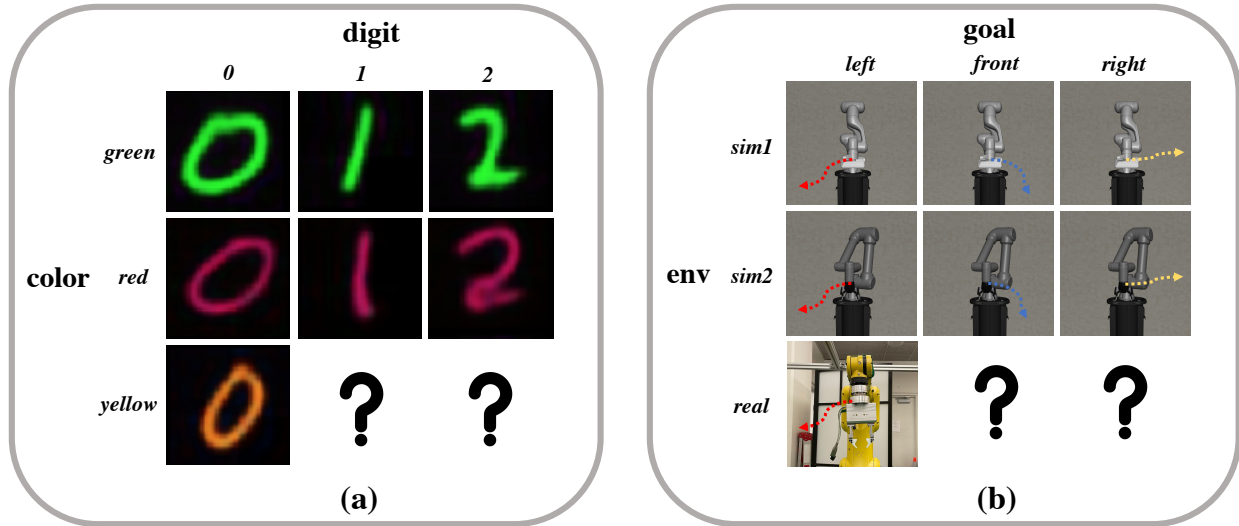 digit
0 1 2
green
color red
yellow
? ?
(a)
goal
left front right
sim1
env sim2
real
? ?
(b)